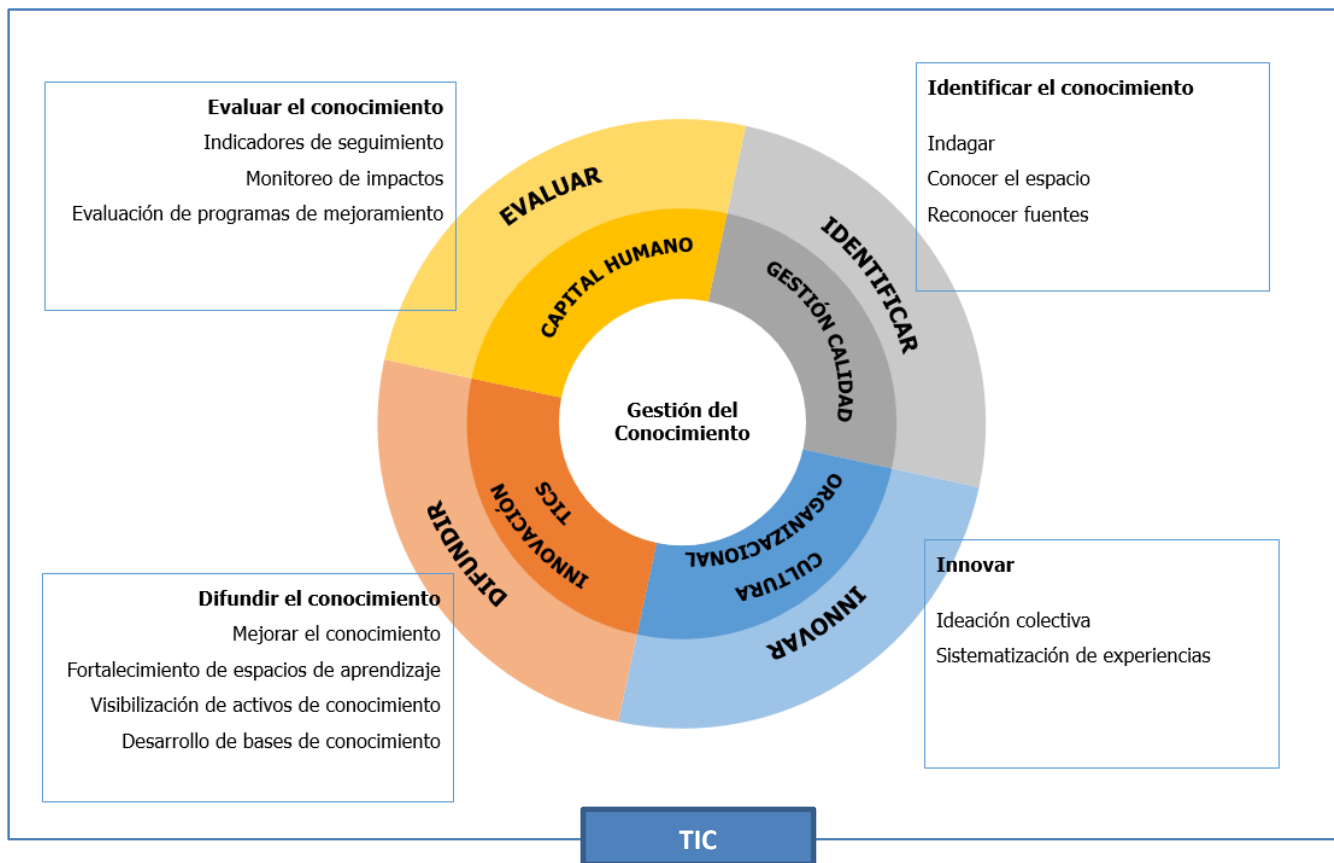 Evaluar el conocimiento
Indicadores de seguimiento
Monitoreo de impactos
Evaluación de programas de mejoramiento
Identificar el conocimiento
Indagar
Conocer el espacio
Reconocer fuentes
EVALUAR
CAPITAL HUMANO
IDENTIFICAR
GESTIÓN CALIDAD
Gestión del
Conocimiento
DIFUNDIR
INNOVACIÓN
TICS
ORGANIZACIONAL
CULTURA
INNOVAR
Difundir el conocimiento
Mejorar el conocimiento
Fortalecimiento de espacios de aprendizaje
Visibilización de activos de conocimiento
Desarrollo de bases de conocimiento
Innovar
Ideación colectiva
Sistematización de experiencias
TIC